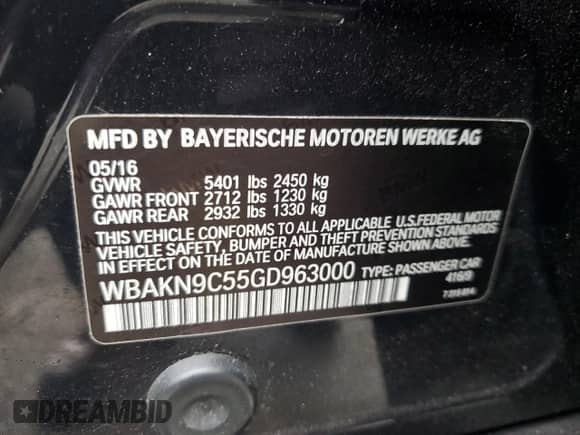 MFD BY BAYERISCHE MOTOREN WERKE AG
05/16
GVWR 5401 lbs 2450 kg
GAWR FRONT 2712 lbs 1230 kg
GAWR REAR 2932 lbs 1330 kg
THIS VEHICLE CONFORMS TO ALL APPLICABLE U.S.FEDERAL MOTOR
VEHICLE SAFETY, BUMPER AND THEFT PREVENTION STANDARDS
IN EFFECT ON THE DATE OF MANUFACTURE SHOWN ABOVE.
WBAKN9C55GD963000 TYPE: PASSENGER CAR
416/9
DREAMBID